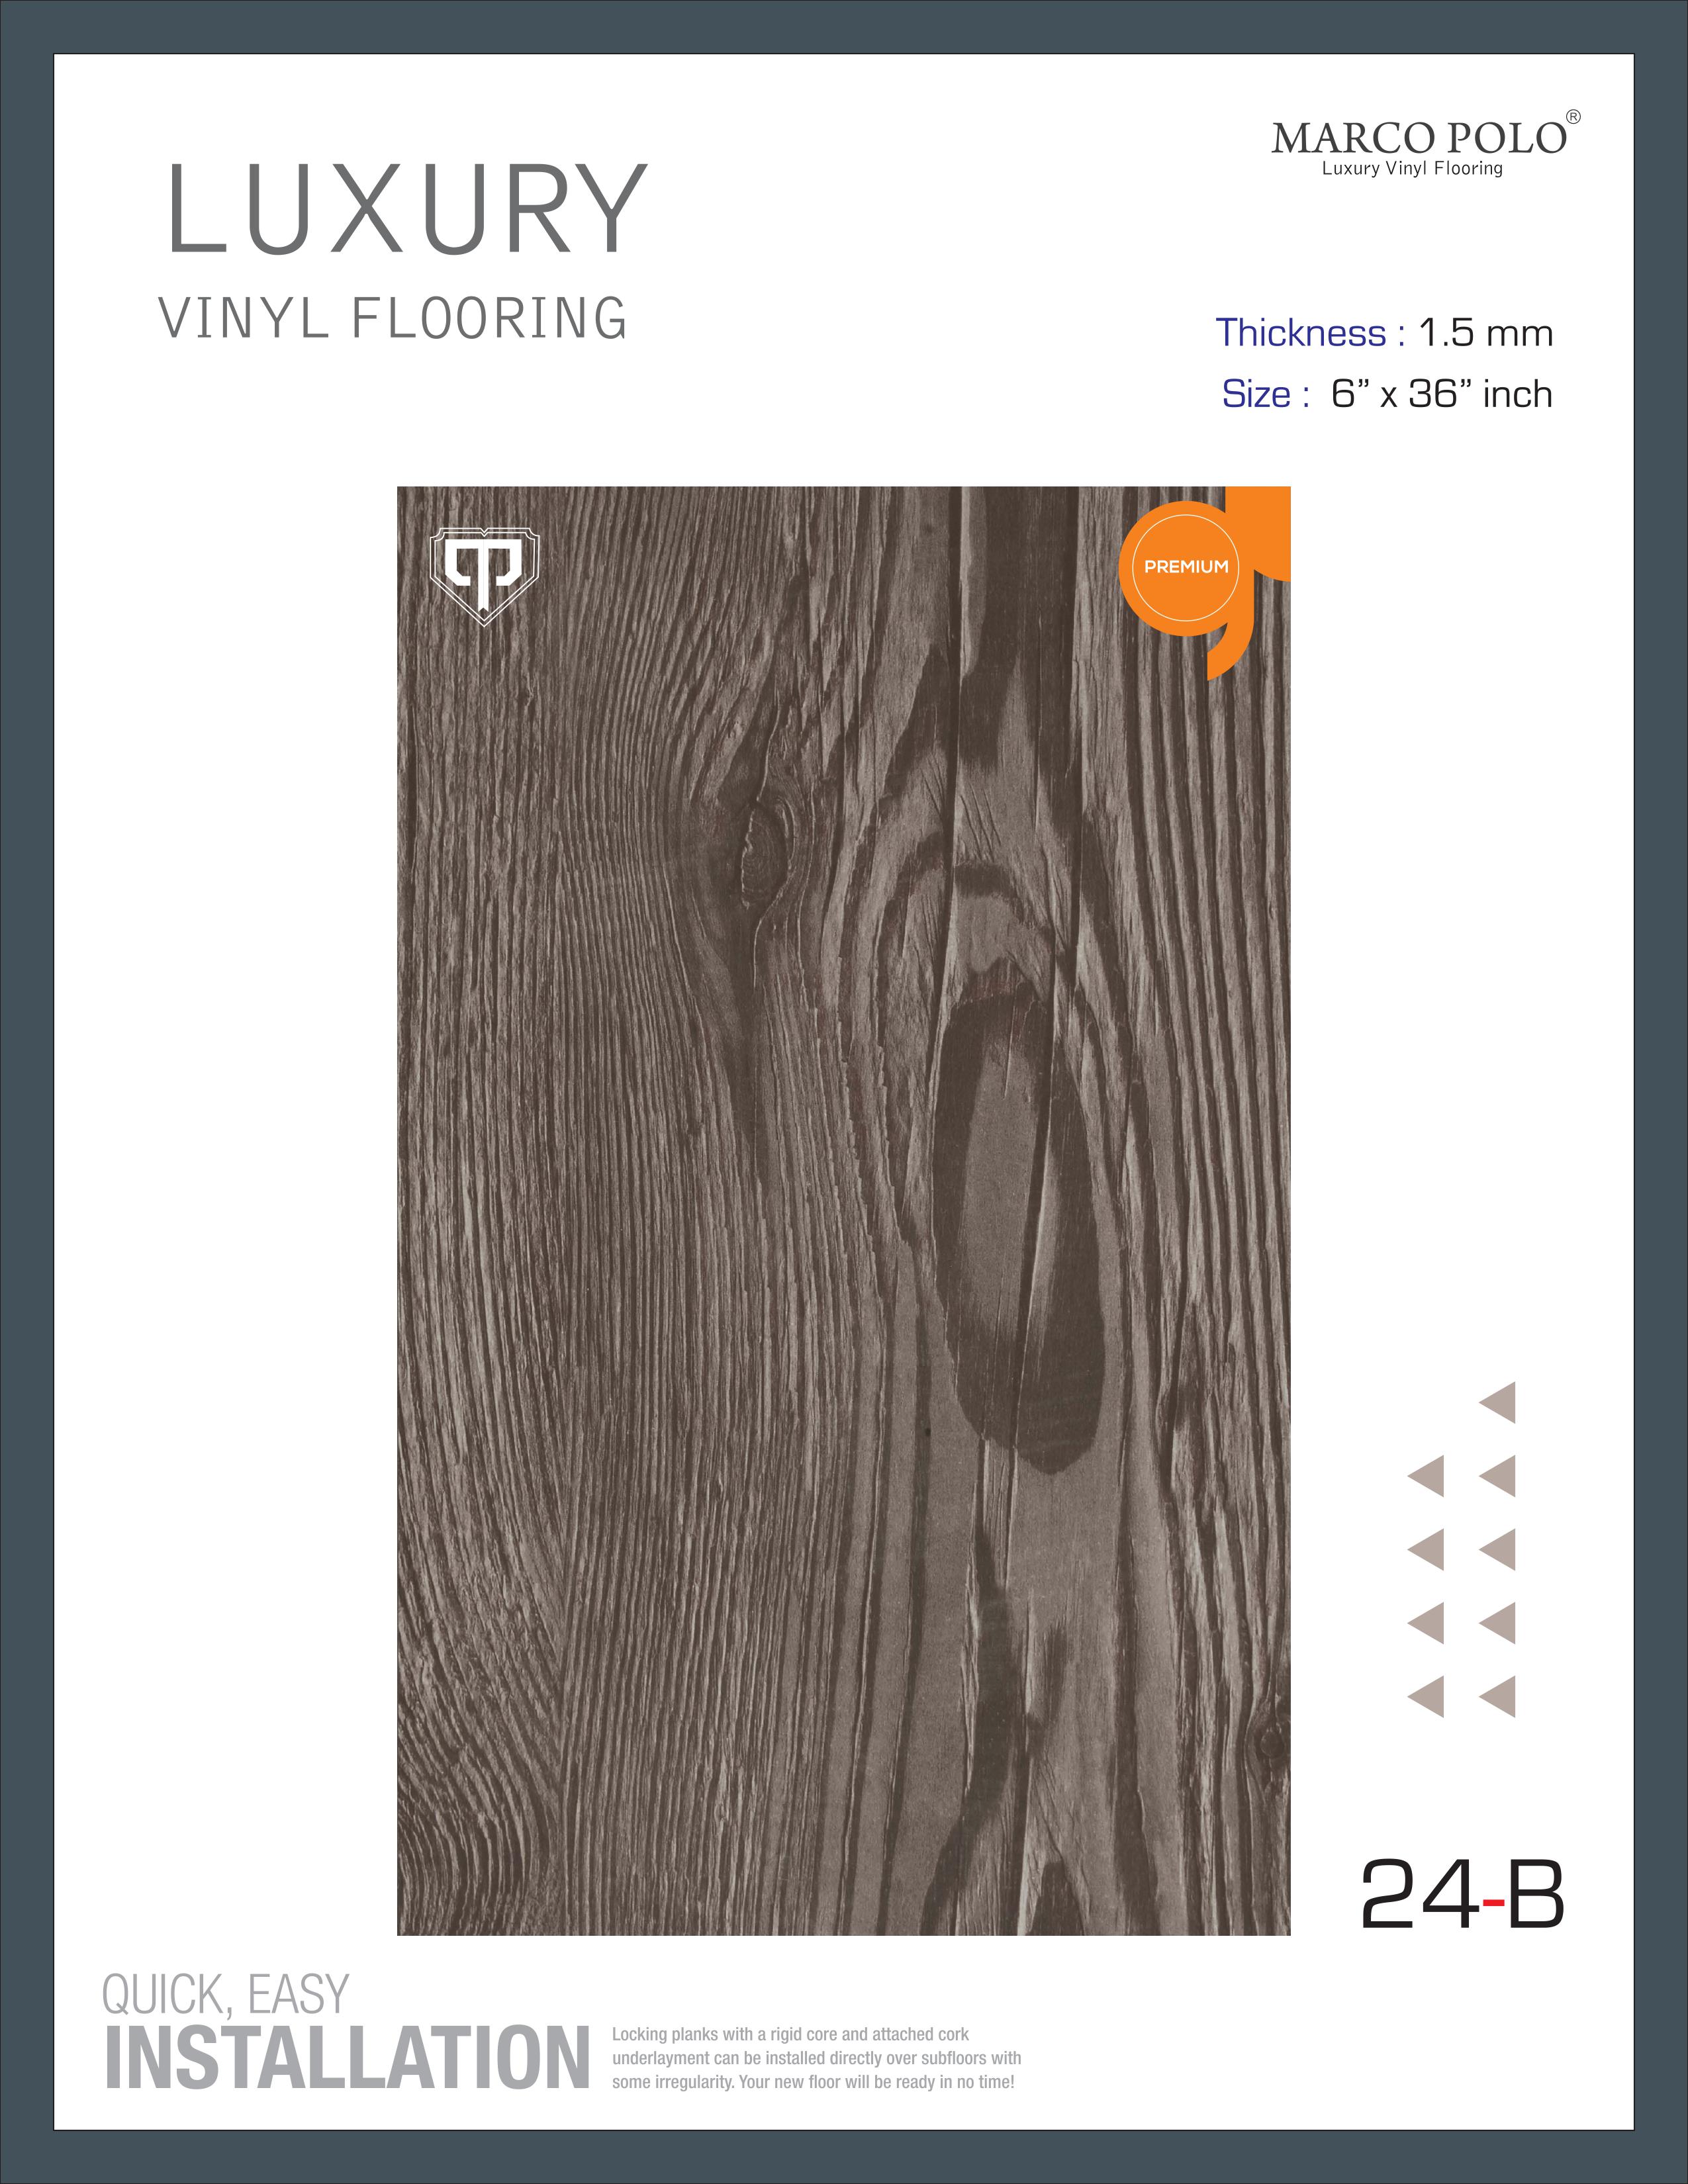 MARCO POLO®
Luxury Vinyl Flooring
LUXURY
VINYL FLOORING
Thickness : 1.5 mm
Size : 6” x 36” inch
PREMIUM
24-B
QUICK, EASY
INSTALLATION
Locking planks with a rigid core and attached cork
underlayment can be installed directly over subfloors with
some irregularity. Your new floor will be ready in no time!